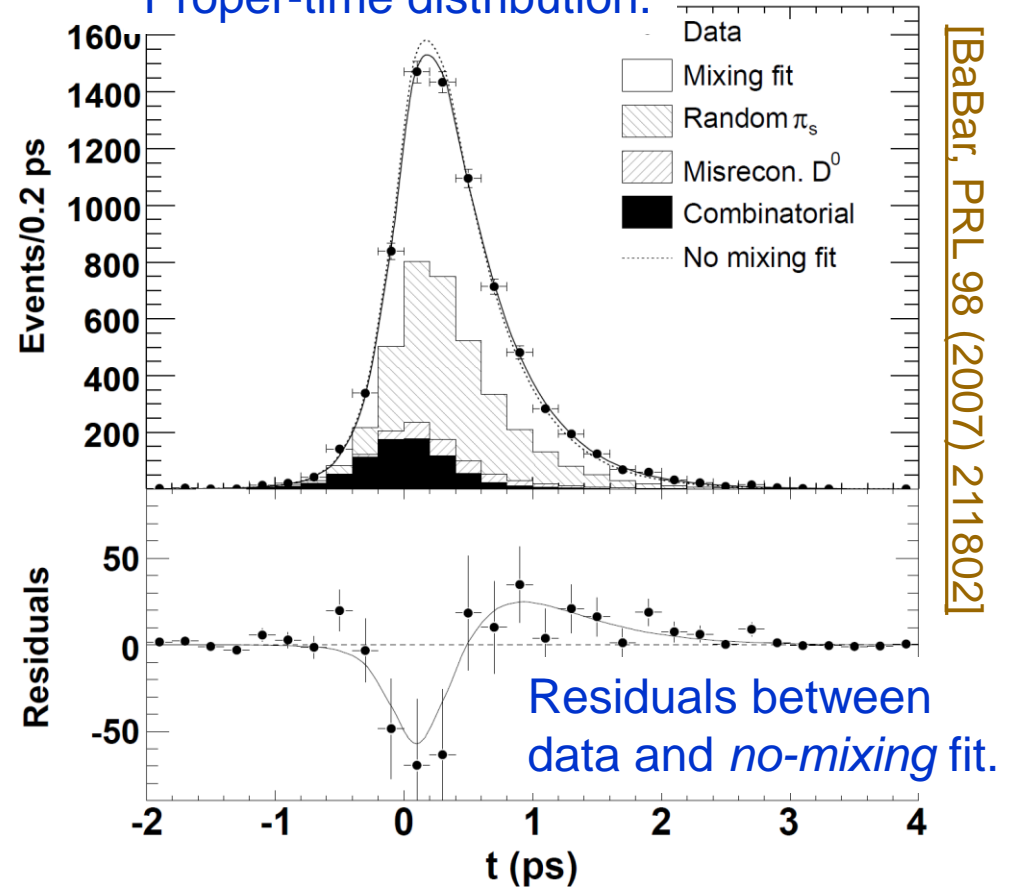 Proper-time distribution.
1600
1400
1200
1000
800
600
400
200
Events/0.2 ps
Data
Mixing fit
Random πs
Misrecon. D0
Combinatorial
No mixing fit
[BaBar, PRL 98 (2007) 211802]
50
0
-50
Residuals
Residuals between
data and no-mixing fit.
-2 -1 0 1 2 3 4
t (ps)